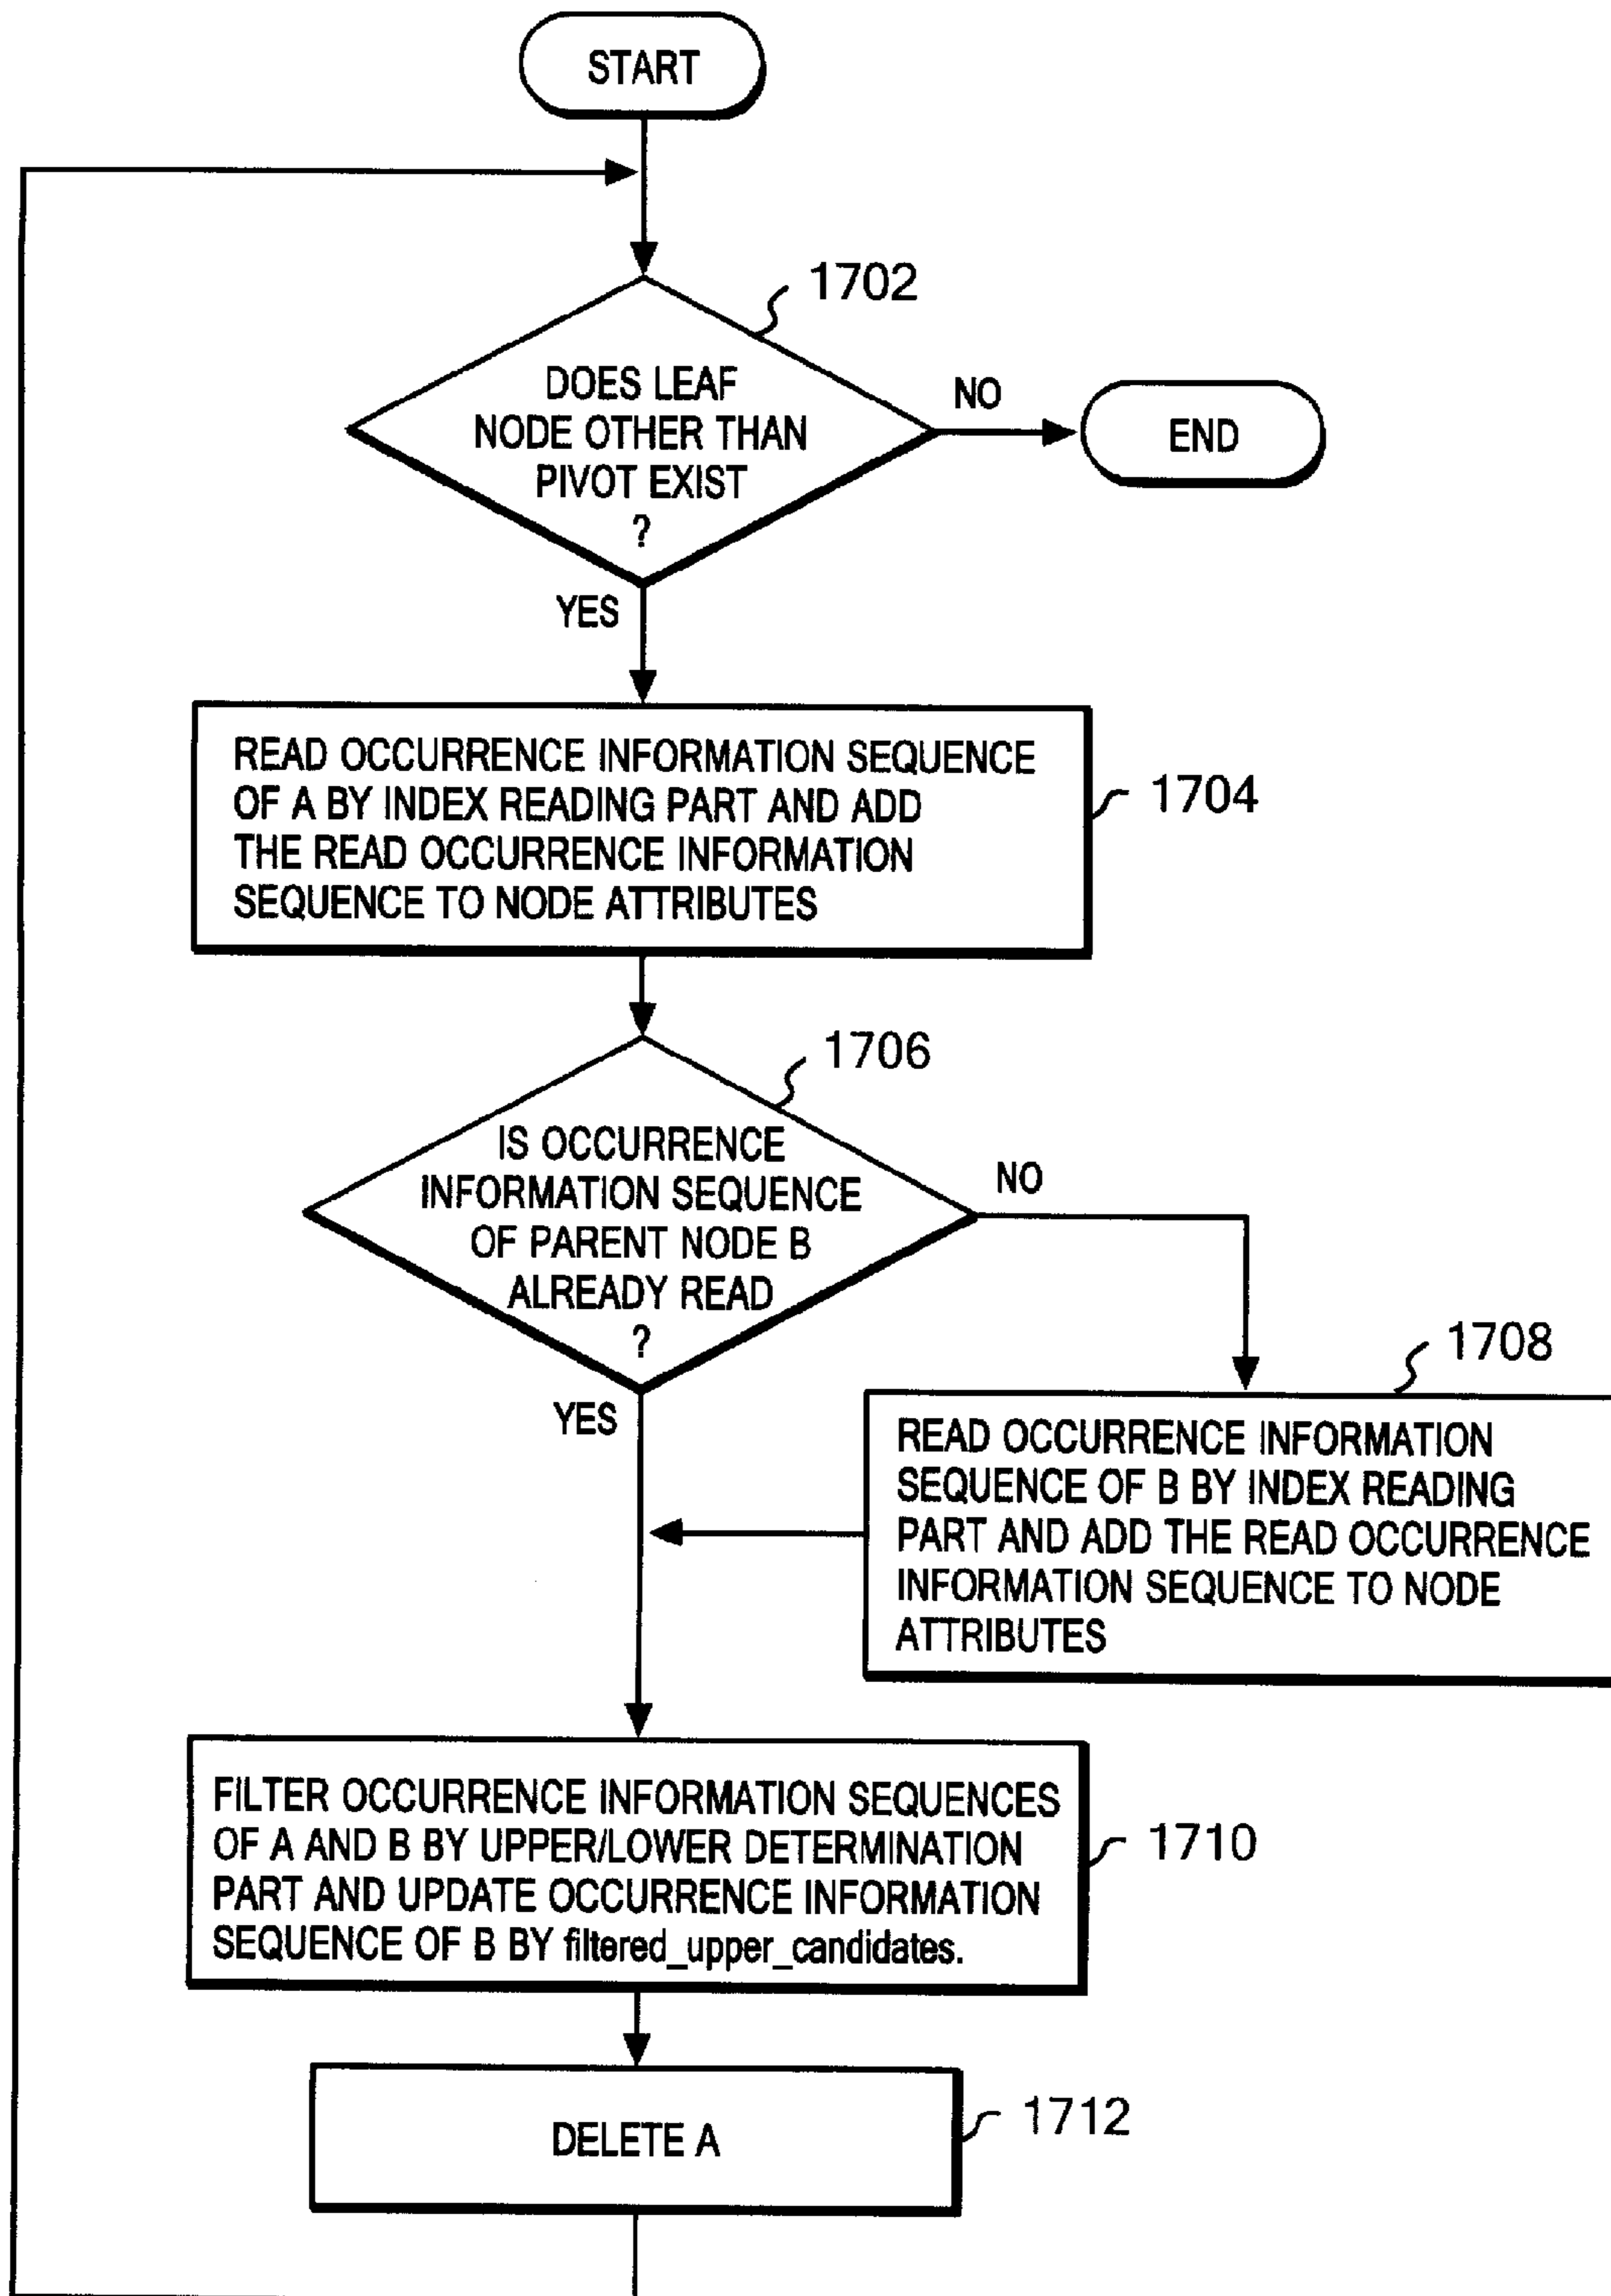 START
1702
DOES LEAF
NODE OTHER THAN
PIVOT EXIST
?
NO
END
YES
READ OCCURRENCE INFORMATION SEQUENCE
OF A BY INDEX READING PART AND ADD
THE READ OCCURRENCE INFORMATION
SEQUENCE TO NODE ATTRIBUTES
1704
1706
IS OCCURRENCE
INFORMATION SEQUENCE
OF PARENT NODE B
ALREADY READ
?
NO
YES
1708
READ OCCURRENCE INFORMATION
SEQUENCE OF B BY INDEX READING
PART AND ADD THE READ OCCURRENCE
INFORMATION SEQUENCE TO NODE
ATTRIBUTES
FILTER OCCURRENCE INFORMATION SEQUENCES
OF A AND B BY UPPER/LOWER DETERMINATION
PART AND UPDATE OCCURRENCE INFORMATION
SEQUENCE OF B BY filtered_upper_candidates.
1710
DELETE A
1712